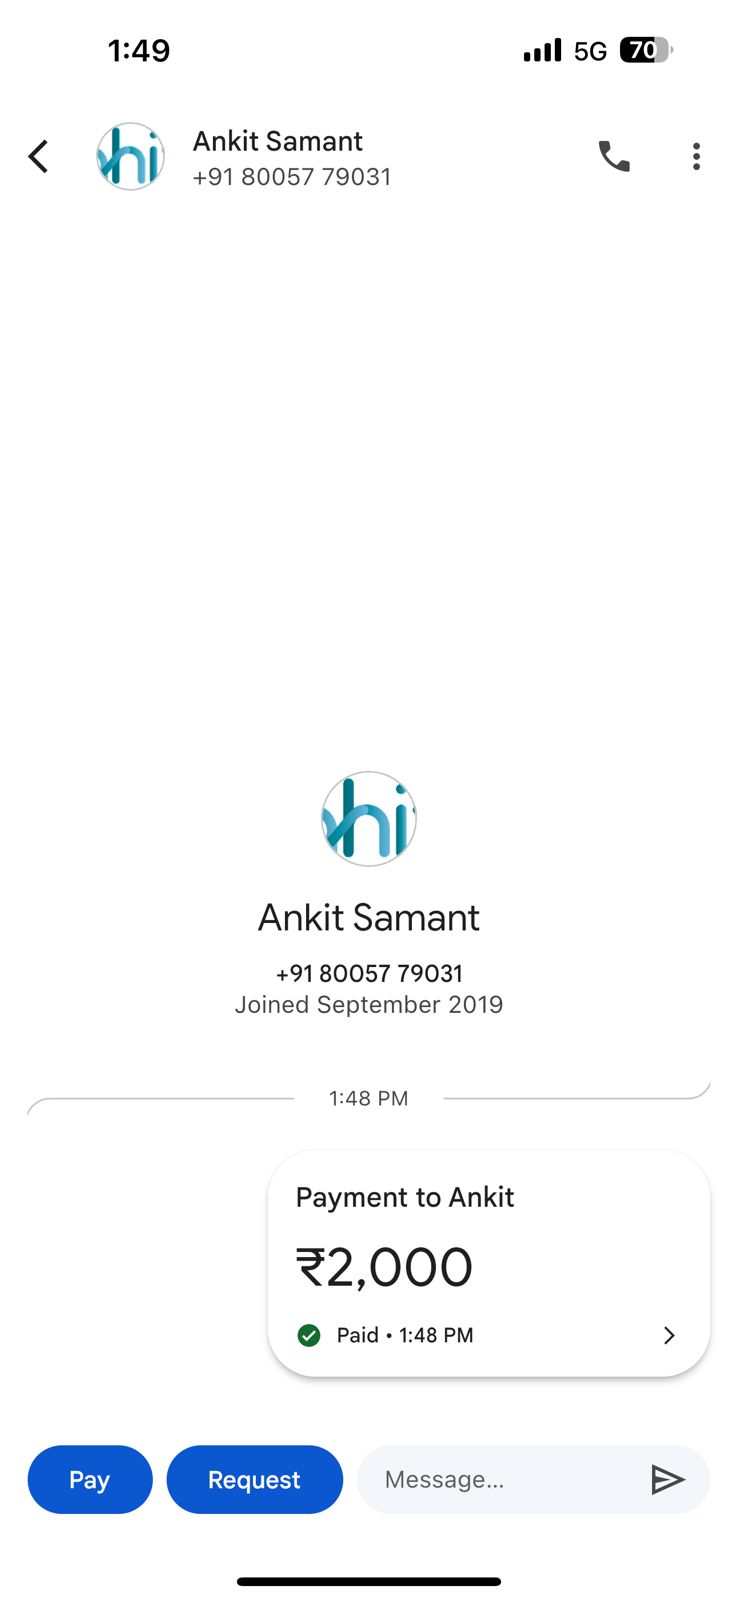 1:49
5G 70
Ankit Samant
+91 80057 79031
hi
hi
Ankit Samant
+91 80057 79031
Joined September 2019
1:48 PM
Payment to Ankit
₹2,000
Paid • 1:48 PM
Pay
Request
Message...